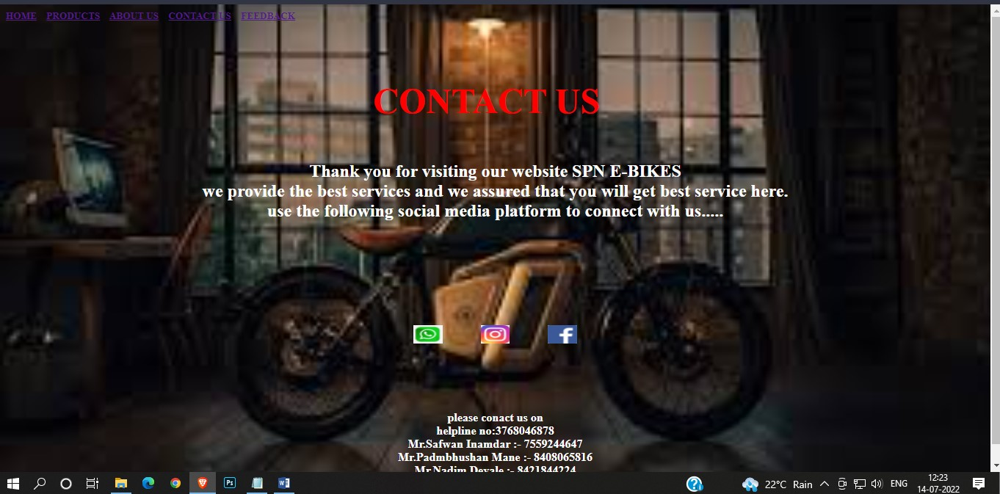 HOME PRODUCTS ABOUT US CONTACT US FEEDBACK
CONTACT US
Thank you for visiting our website SPN E-BIKES
we provide the best services and we assured that you will get best service here.
use the following social media platform to connect with us.....
please conact us on
helpline no:3768046878
Mr.Safwan Inamdar :- 7559244647
Mr.Padmbhushan Mane :- 8408065816
Mr.Nadim Devale :- 8421844224
Ps
W
22°C Rain
ENG
12:23
14-07-2022